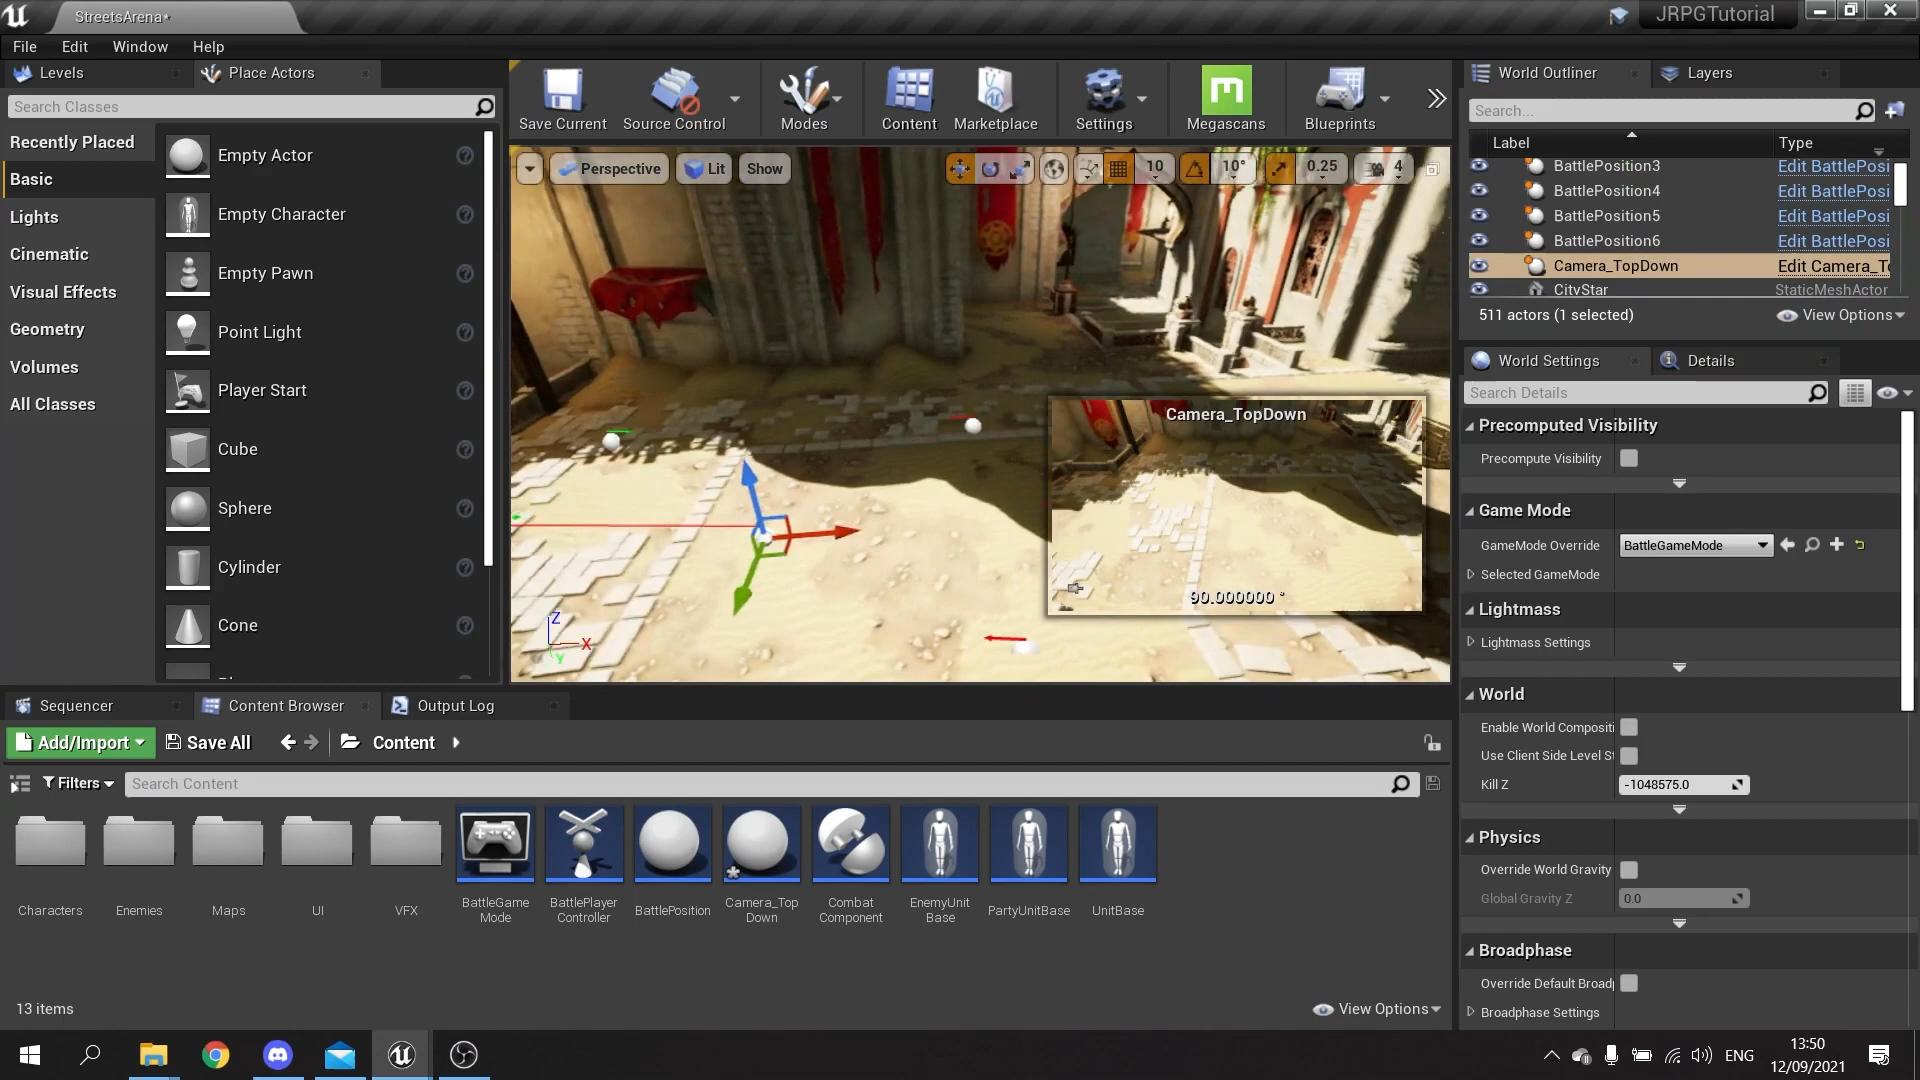 StreetsArena*
JRPGTutorial
File Edit Window Help
Levels
Place Actors
Search Classes
Recently Placed
Basic
Lights
Cinematic
Visual Effects
Geometry
Volumes
All Classes
Empty Actor
Empty Character
Empty Pawn
Point Light
Player Start
Cube
Sphere
Cylinder
Cone
Save Current
Source Control
Modes
Content
Marketplace
Settings
Megascans
Blueprints
Perspective
Lit
Show
10
10°
0.25
4
Camera_TopDown
90.000000 °
Z
X
Y
World Outliner
Layers
Search...
Label Type
BattlePosition3 Edit BattlePosi
BattlePosition4 Edit BattlePosi
BattlePosition5 Edit BattlePosi
BattlePosition6 Edit BattlePosi
Camera_TopDown Edit Camera_To
CityStar StaticMeshActor
511 actors (1 selected)
View Options
World Settings
Details
Search Details
Precomputed Visibility
Precompute Visibility
Game Mode
GameMode Override BattleGameMode
Selected GameMode
Lightmass
Lightmass Settings
World
Enable World Compositi
Use Client Side Level St
Kill Z -1048575.0
Physics
Override World Gravity
Global Gravity Z 0.0
Broadphase
Override Default Broadp
Broadphase Settings
Sequencer
Content Browser
Output Log
Add/Import
Save All
Content
Filters
Search Content
Characters
Enemies
Maps
UI
VFX
BattleGame
Mode
BattlePlayer
Controller
BattlePosition
Camera_Top
Down
Combat
Component
EnemyUnit
Base
PartyUnitBase
UnitBase
13 items
View Options
ENG
13:50
12/09/2021